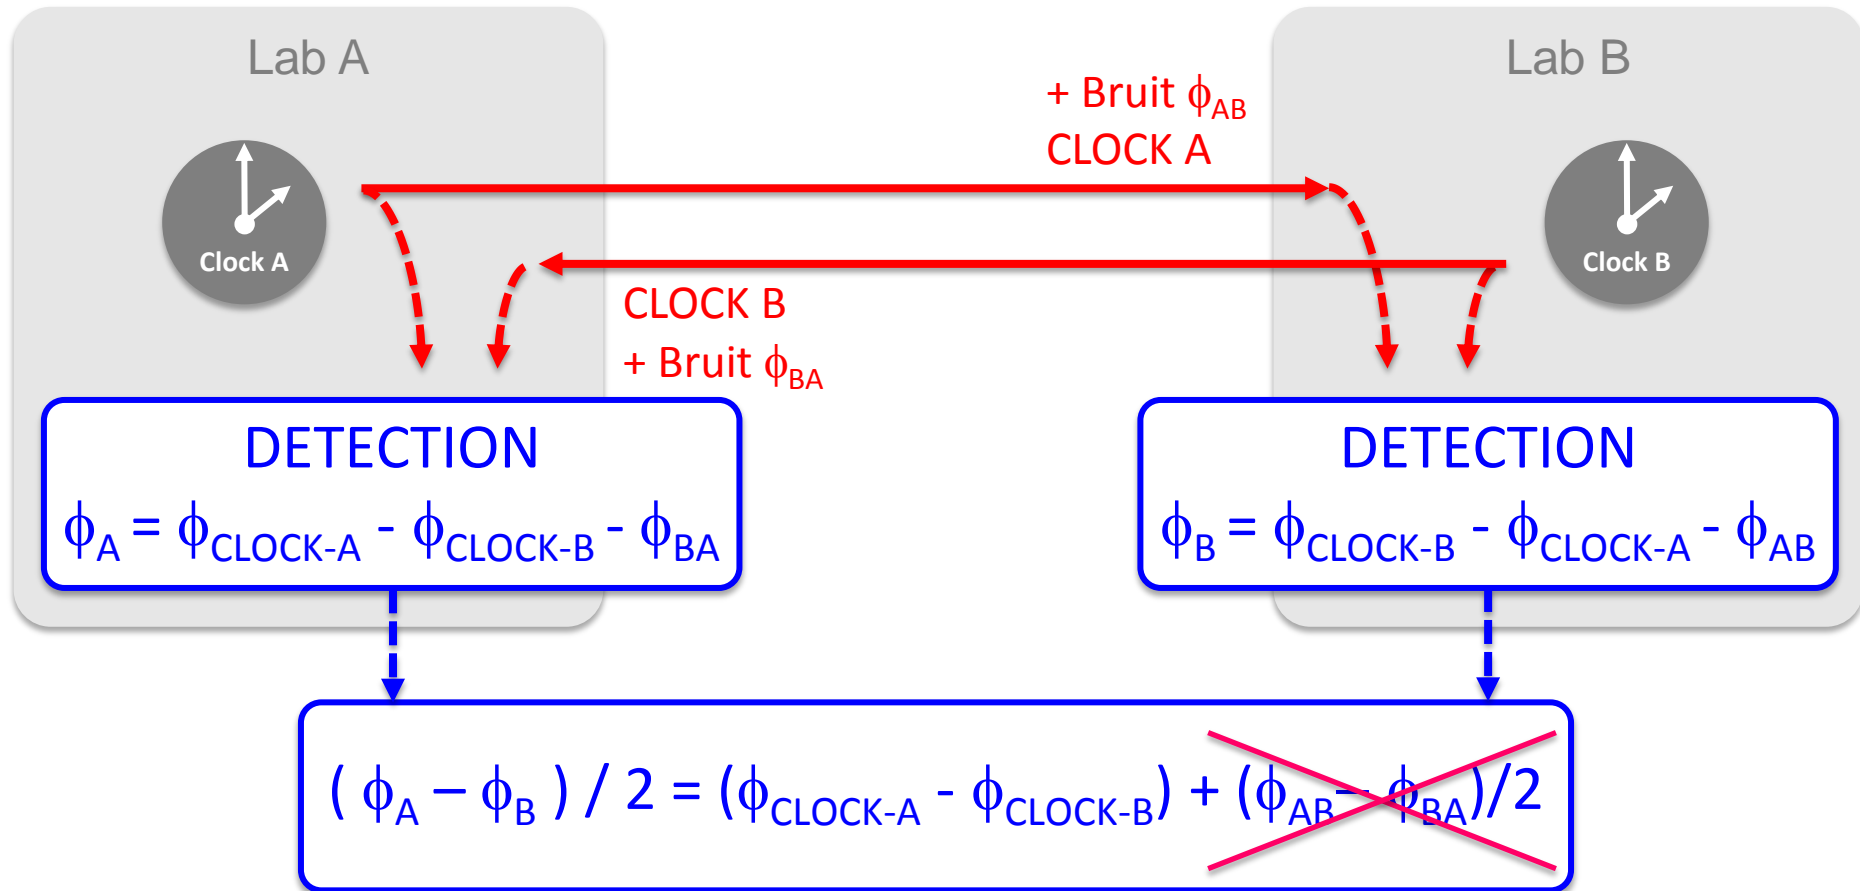 Lab A
Lab B
+ Bruit ϕAB
CLOCK A
Clock A
Clock B
CLOCK B
+ Bruit ϕBA
DETECTION
ϕA = ϕCLOCK-A - ϕCLOCK-B - ϕBA
DETECTION
ϕB = ϕCLOCK-B - ϕCLOCK-A - ϕAB
( ϕA – ϕB ) / 2 = (ϕCLOCK-A - ϕCLOCK-B) + (ϕAB – ϕBA)/2